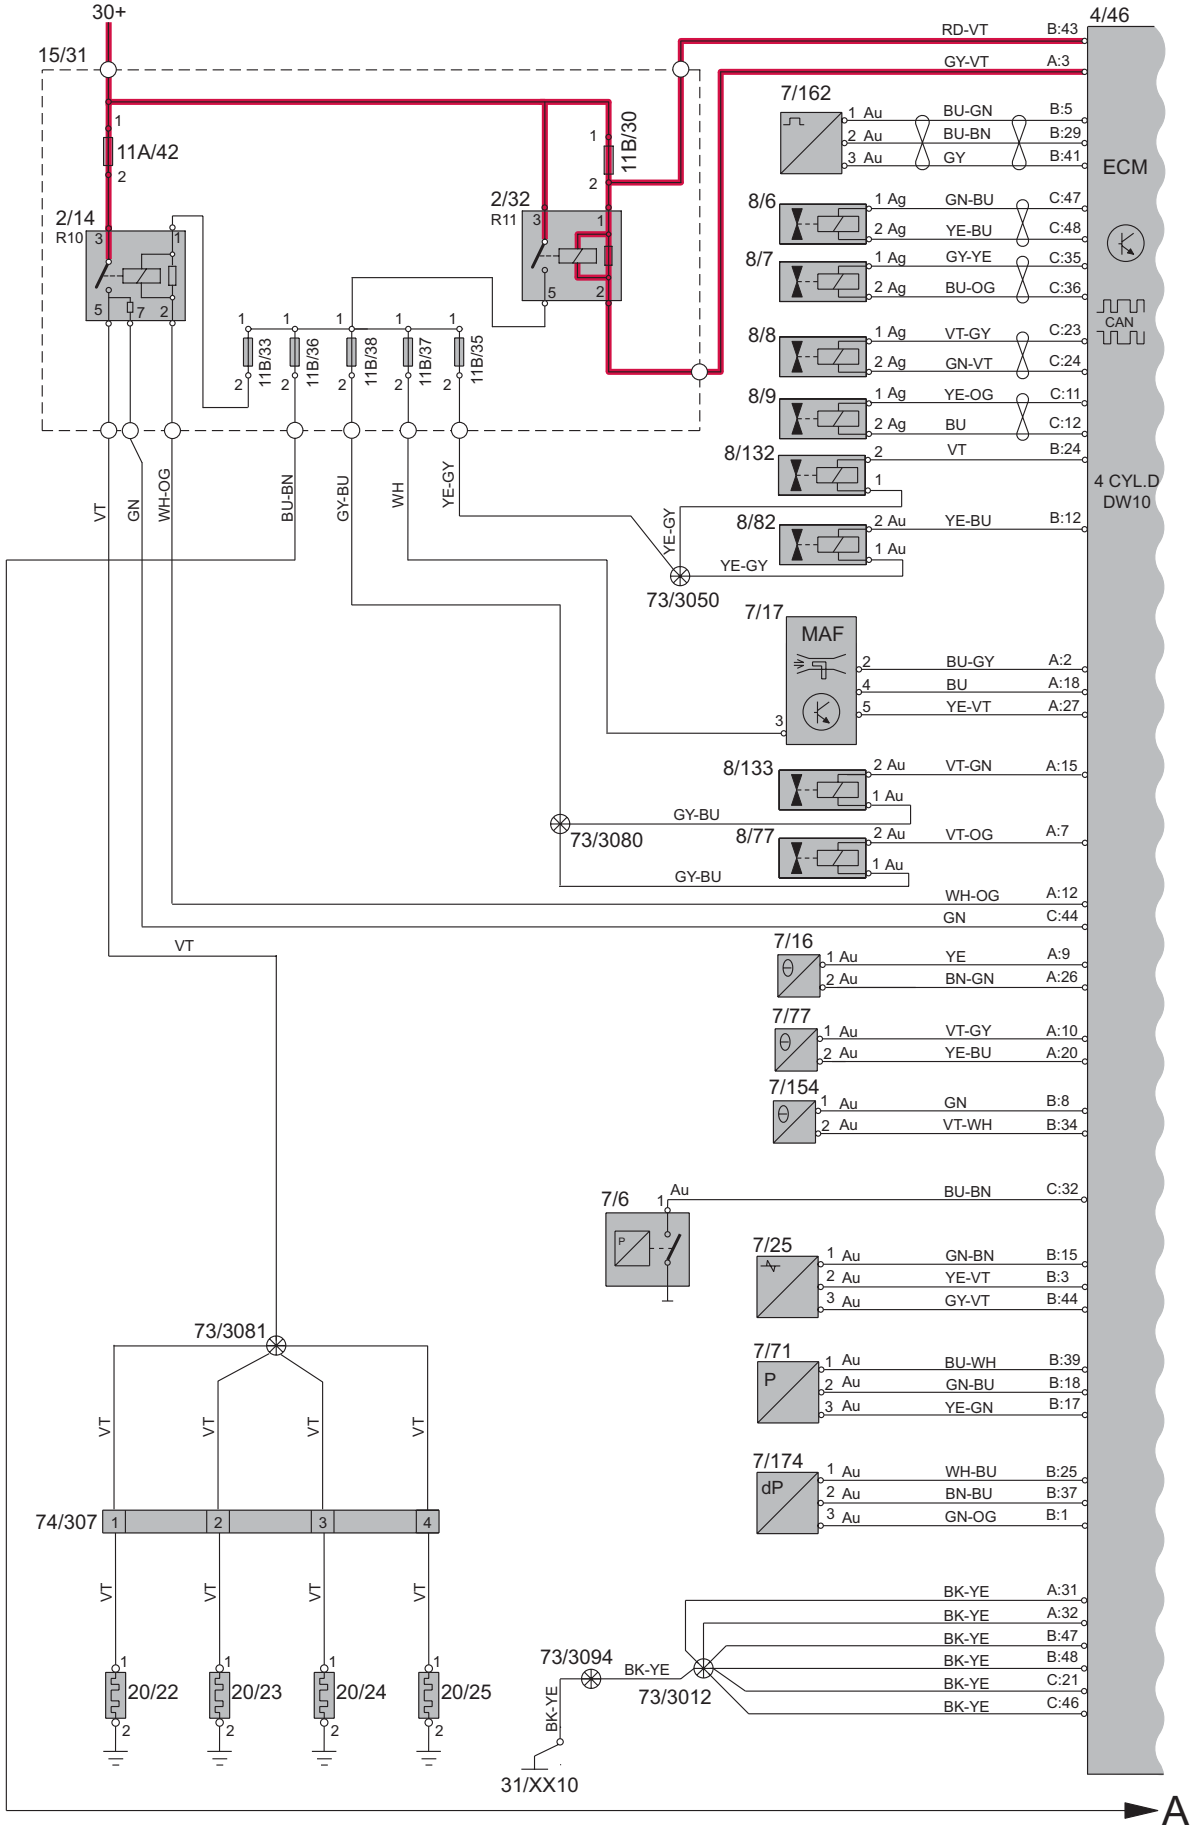 30+
15/31
1
11A/42
2
2/14
R10
3
1
5
7
2
1
11B/30
2
2/32
R11
3
1
5
2
1
1
1
1
1
11B/33
11B/36
11B/38
11B/37
11B/35
2
2
2
2
2
VT
GN
WH-OG
BU-BN
GY-BU
WH
YE-GY
RD-VT B:43
GY-VT A:3
4/46
ECM
CAN
4 CYL.D
DW10
7/162
1 Au BU-GN B:5
2 Au BU-BN B:29
3 Au GY B:41
8/6
1 Ag GN-BU C:47
2 Ag YE-BU C:48
8/7
1 Ag GY-YE C:35
2 Ag BU-OG C:36
8/8
1 Ag VT-GY C:23
2 Ag GN-VT C:24
8/9
1 Ag YE-OG C:11
2 Ag BU C:12
8/132
2 VT B:24
1
YE-GY
8/82
2 Au YE-BU B:12
1 Au
YE-GY
73/3050
7/17
MAF
2 BU-GY A:2
4 BU A:18
5 YE-VT A:27
3
8/133
2 Au VT-GN A:15
1 Au
GY-BU
73/3080
8/77
2 Au VT-OG A:7
1 Au
GY-BU
WH-OG A:12
GN C:44
VT
7/16
1 Au YE A:9
2 Au BN-GN A:26
7/77
1 Au VT-GY A:10
2 Au YE-BU A:20
7/154
1 Au GN B:8
2 Au VT-WH B:34
7/6
P
1 Au BU-BN C:32
7/25
1 Au GN-BN B:15
2 Au YE-VT B:3
3 Au GY-VT B:44
73/3081
7/71
P
1 Au BU-WH B:39
2 Au GN-BU B:18
3 Au YE-GN B:17
VT
VT
VT
VT
7/174
dP
1 Au WH-BU B:25
2 Au BN-BU B:37
3 Au GN-OG B:1
74/307
1
2
3
4
VT
VT
VT
VT
BK-YE A:31
BK-YE A:32
BK-YE B:47
BK-YE B:48
BK-YE C:21
BK-YE C:46
73/3094
BK-YE
73/3012
BK-YE
31/XX10
1
1
1
1
20/22
20/23
20/24
20/25
2
2
2
2
A